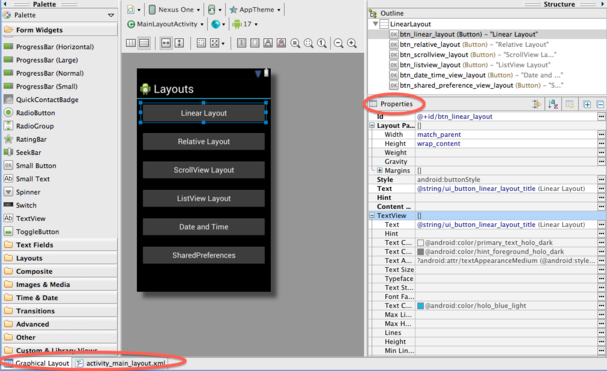 Palette
Palette
Form Widgets
ProgressBar (Horizontal)
ProgressBar (Large)
ProgressBar (Normal)
ProgressBar (Small)
QuickContactBadge
RadioButton
RadioGroup
RatingBar
SeekBar
Small Button
Small Text
Spinner
Switch
TextView
ToggleButton
Text Fields
Layouts
Composite
Images & Media
Time & Date
Transitions
Advanced
Other
Custom & Library Views
Graphical Layout
activity_main_layout.xml
Nexus One
AppTheme
MainLayoutActivity
17
Layouts
Linear Layout
Relative Layout
ScrollView Layout
ListView Layout
Date and Time
SharedPreferences
Structure
Outline
LinearLayout
btn_linear_layout (Button) – "Linear Layout"
btn_relative_layout (Button) – "Relative Layout"
btn_scrollview_layout (Button) – "ScrollView La...
btn_listview_layout (Button) – "ListView Layout"
btn_date_time_view_layout (Button) – "Date and ...
btn_shared_preference_view_layout (Button) – "S...
Properties
Id @+id/btn_linear_layout
Layout Pa... []
Width match_parent
Height wrap_content
Weight
Gravity
Margins []
Style android:buttonStyle
Text @string/ui_button_linear_layout_title (Linear Layout)
Hint
Content ...
TextView []
Text @string/ui_button_linear_layout_title (Linear Layout)
Hint
Text C... @android:color/primary_text_holo_dark
Text C... @android:color/hint_foreground_holo_dark
Text A... ?android:attr/textAppearanceMedium (@android:style...
Text Size
Typeface
Text St...
Font Fa...
Text C... @android:color/holo_blue_light
Max Li...
Max H...
Lines
Height
Min Lin...